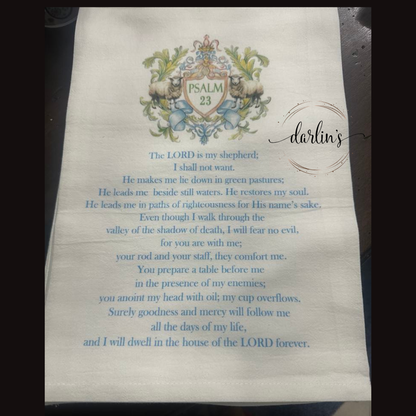 PSALM
23
darlin's
The LORD is my shepherd;
I shall not want.
He makes me lie down in green pastures;
He leads me beside still waters. He restores my soul.
He leads me in paths of righteousness for His name's sake.
Even though I walk through the
valley of the shadow of death, I will fear no evil,
for you are with me;
your rod and your staff, they comfort me.
You prepare a table before me
in the presence of my enemies;
you anoint my head with oil; my cup overflows.
Surely goodness and mercy will follow me
all the days of my life,
and I will dwell in the house of the LORD forever.